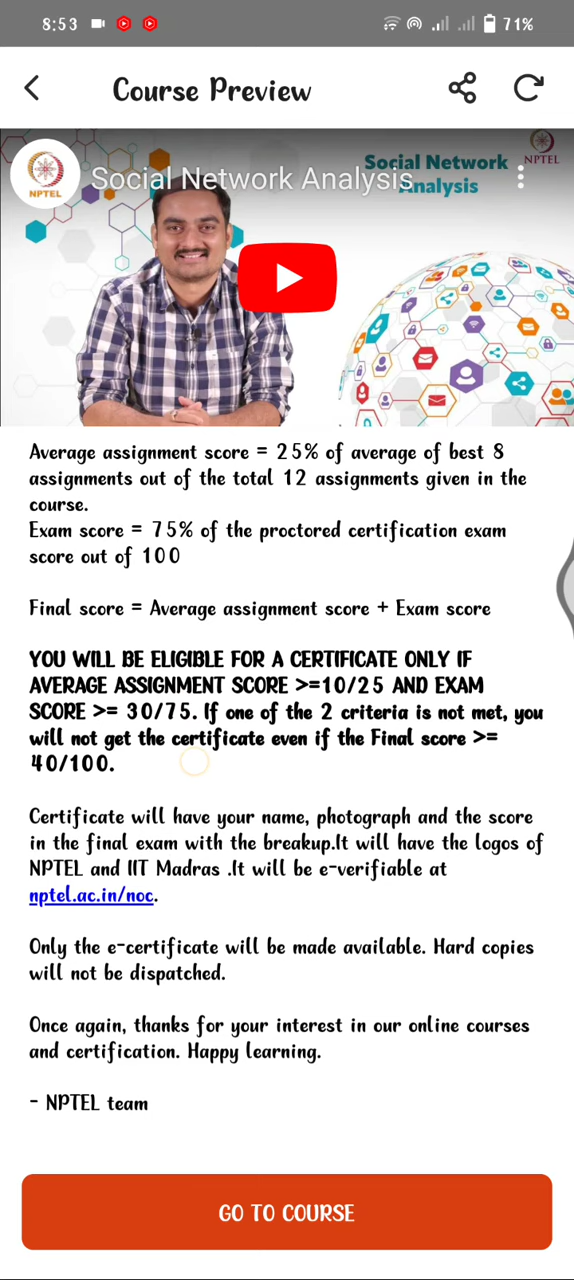 8:53
71%
Course Preview
NPTEL
Social Network Analysis
Social Network
Analysis
NPTEL
Average assignment score = 25% of average of best 8
assignments out of the total 12 assignments given in the
course.
Exam score = 75% of the proctored certification exam
score out of 100
Final score = Average assignment score + Exam score
YOU WILL BE ELIGIBLE FOR A CERTIFICATE ONLY IF
AVERAGE ASSIGNMENT SCORE >=10/25 AND EXAM
SCORE >= 30/75. If one of the 2 criteria is not met, you
will not get the certificate even if the Final score >=
40/100.
Certificate will have your name, photograph and the score
in the final exam with the breakup.It will have the logos of
NPTEL and IIT Madras .It will be e-verifiable at
nptel.ac.in/noc.
Only the e-certificate will be made available. Hard copies
will not be dispatched.
Once again, thanks for your interest in our online courses
and certification. Happy learning.
- NPTEL team
GO TO COURSE